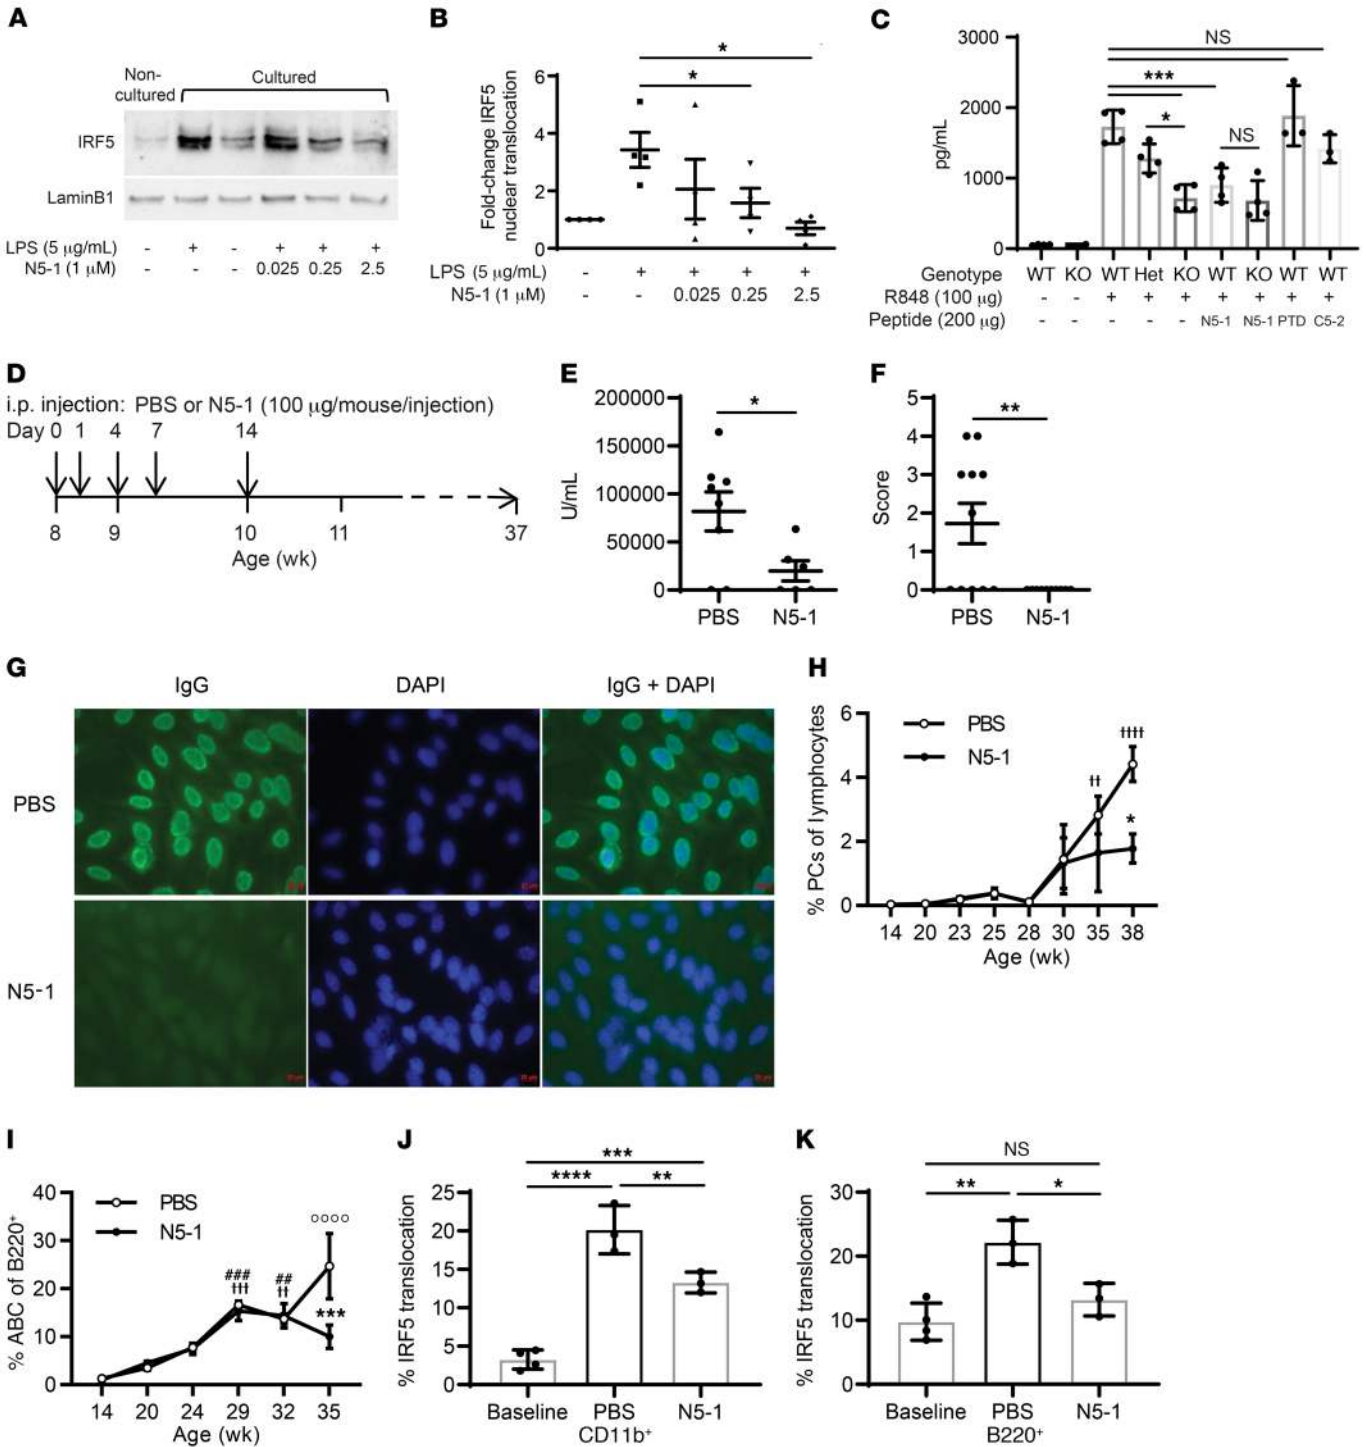 A
Non-cultured
Cultured
IRF5
LaminB1
LPS (5 μg/mL) - + - + + +
N5-1 (1 μM) - - - 0.025 0.25 2.5
B
*
*
Fold-change IRF5 nuclear translocation
6
4
2
0
LPS (5 μg/mL) - + + + +
N5-1 (1 μM) - - 0.025 0.25 2.5
C
NS
***
*
NS
pg/mL
3000
2000
1000
0
Genotype WT KO WT Het KO WT KO WT WT
R848 (100 μg) - - + + + + + + +
Peptide (200 μg) - - - - - N5-1 N5-1 PTD C5-2
D
i.p. injection: PBS or N5-1 (100 μg/mouse/injection)
Day 0 1 4 7 14
8 9 10 11 37
Age (wk)
E
*
U/mL
200000
150000
100000
50000
0
PBS N5-1
F
**
Score
5
4
3
2
1
0
PBS N5-1
G
IgG DAPI IgG + DAPI
PBS
N5-1
H
% PCs of lymphocytes
6
4
2
0
PBS
N5-1
††
††††
*
14 20 23 25 28 30 35 38
Age (wk)
I
% ABC of B220+
40
30
20
10
0
PBS
N5-1
###
†††
##
††
°°°°
***
14 20 24 29 32 35
Age (wk)
J
***
**** **
% IRF5 translocation
25
20
15
10
5
0
Baseline PBS N5-1
CD11b+
K
NS
** *
% IRF5 translocation
30
20
10
0
Baseline PBS N5-1
B220+